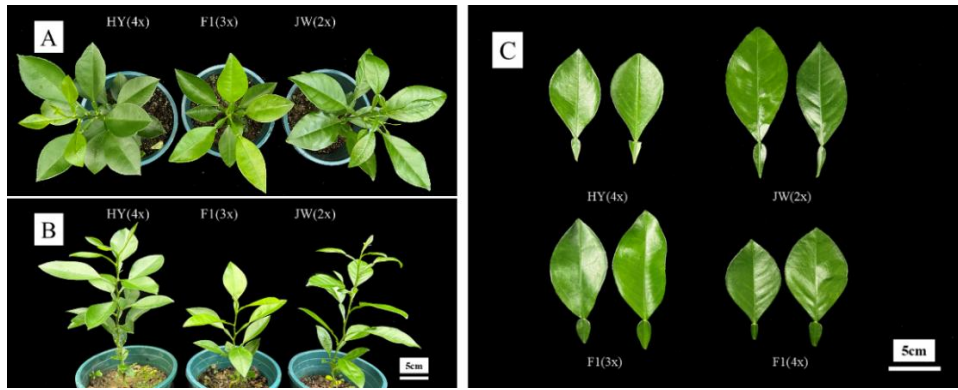 A
HY(4x) F1(3x) JW(2x)
B
HY(4x) F1(3x) JW(2x)
5cm
C
HY(4x) JW(2x)
F1(3x) F1(4x)
5cm